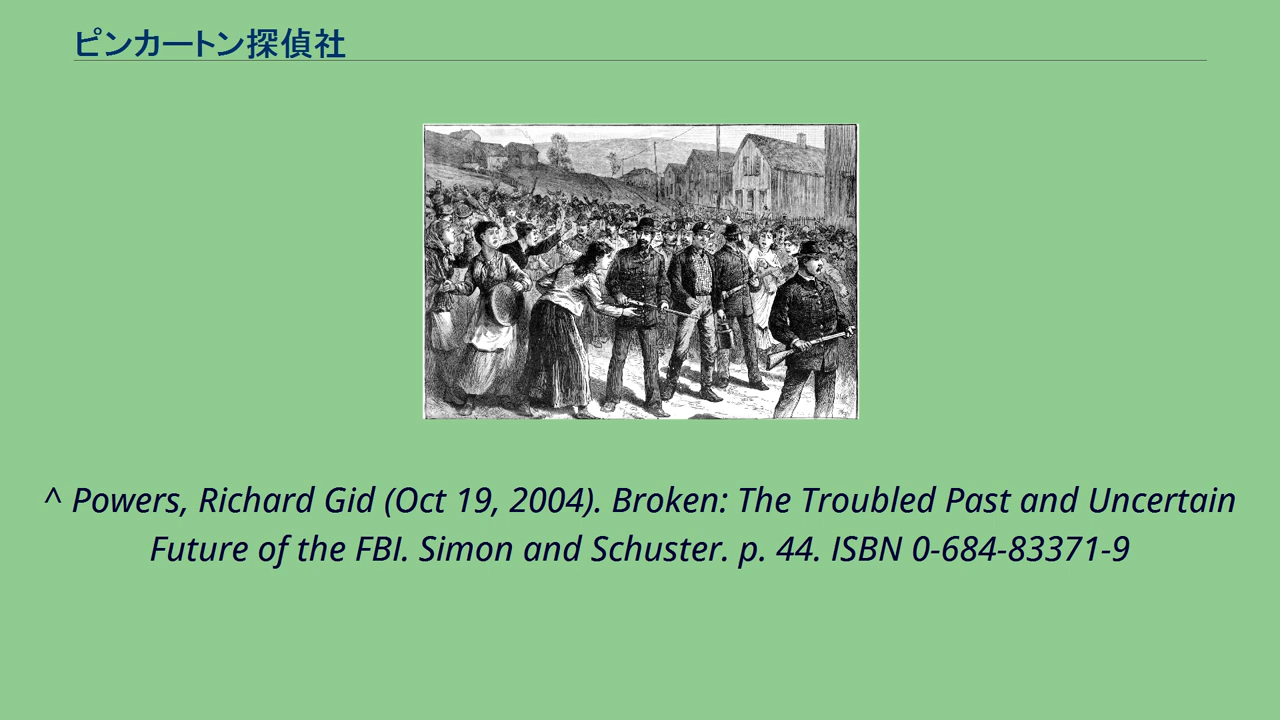 ピンカートン探偵社
^ Powers, Richard Gid (Oct 19, 2004). Broken: The Troubled Past and Uncertain
Future of the FBI. Simon and Schuster. p. 44. ISBN 0-684-83371-9